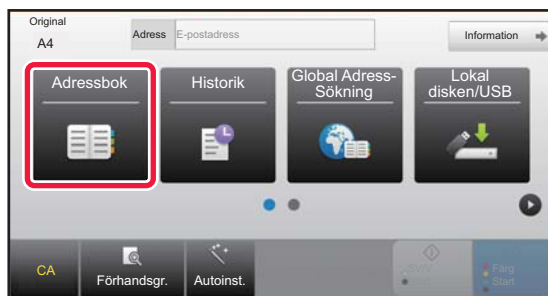 Original
A4
Adress
E-postadress
Information
Adressbok
Historik
Global Adress-
Sökning
Lokal
disken/USB
CA
Förhandsgr.
Autoinst.
Färg
Start